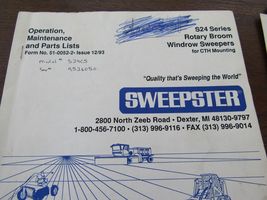 Operation,
Maintenance
and Parts Lists
Form No. 51-0052-2• Issue 12/93
S24 Series
Rotary Broom
Windrow Sweepers
for CTH Mounting
"Quality that's Sweeping the World"
SWEEPSTER
2800 North Zeeb Road • Dexter, MI 48130-9797
1-800-456-7100 • (313) 996-9116 • FAX (313) 996-9014